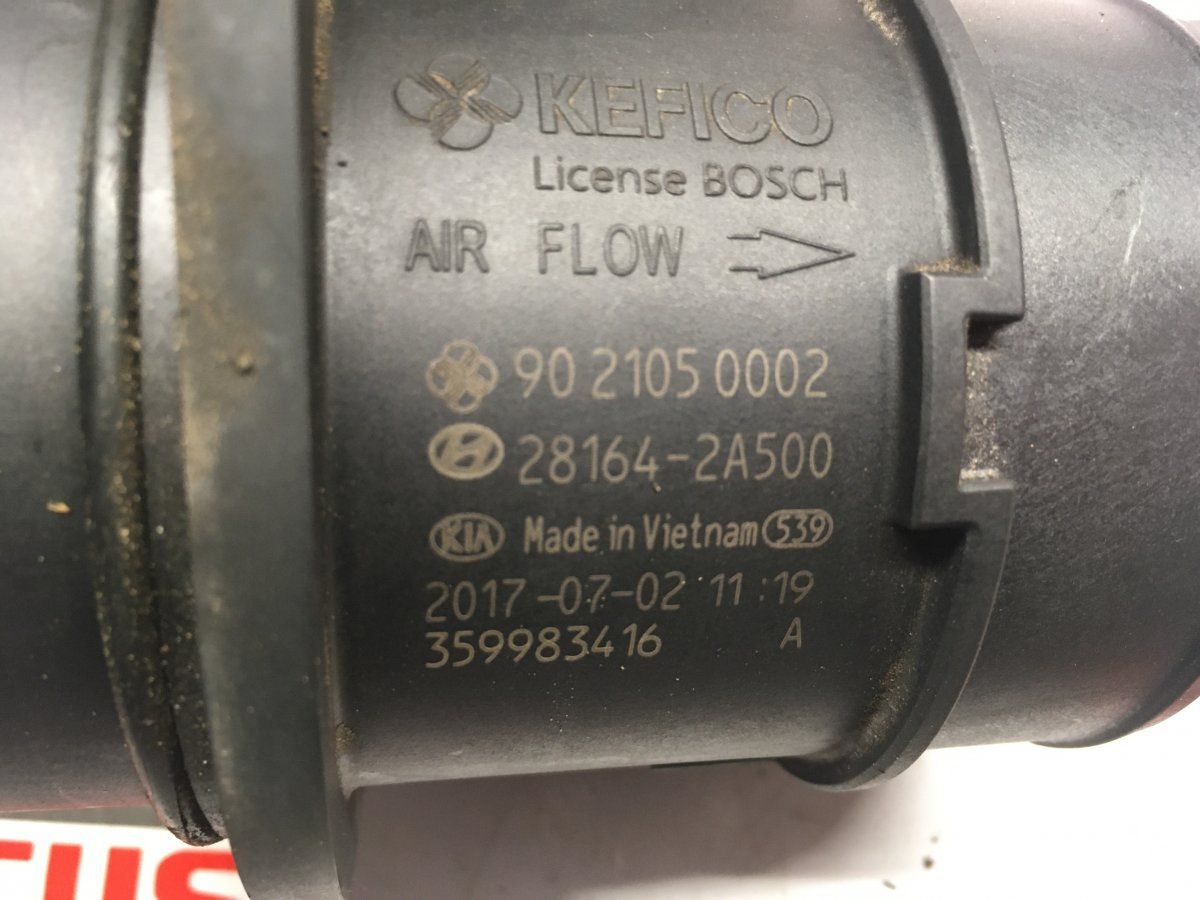 KEFICO
License BOSCH
AIR FLOW
90 2105 0002
28164-2A500
KIA Made in Vietnam 539
2017-07-02 11:19
359983416 A